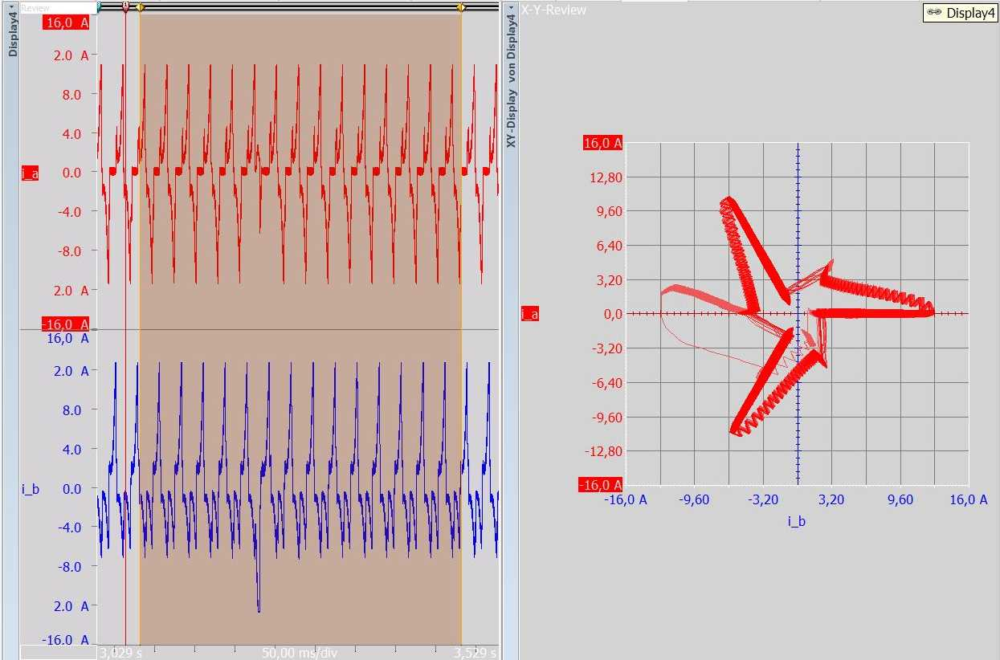 Display4
Review
16,0 A
2.0 A
8.0
4.0
i_a
0.0
-4.0
-8.0
2.0 A
-16.0 A
16.0 A
2.0 A
8.0
4.0
i_b
0.0
-4.0
-8.0
2.0 A
-16.0 A
3,029 s
50,00 ms/div
3,529 s
1
XY-Display von Display4
X-Y-Review
Display4
16,0 A
12,80
9,60
6,40
3,20
i_a
0,0
-3,20
-6,40
-9,60
-12,80
-16,0 A
-16,0 A
-9,60
-3,20
3,20
9,60
16,0 A
i_b